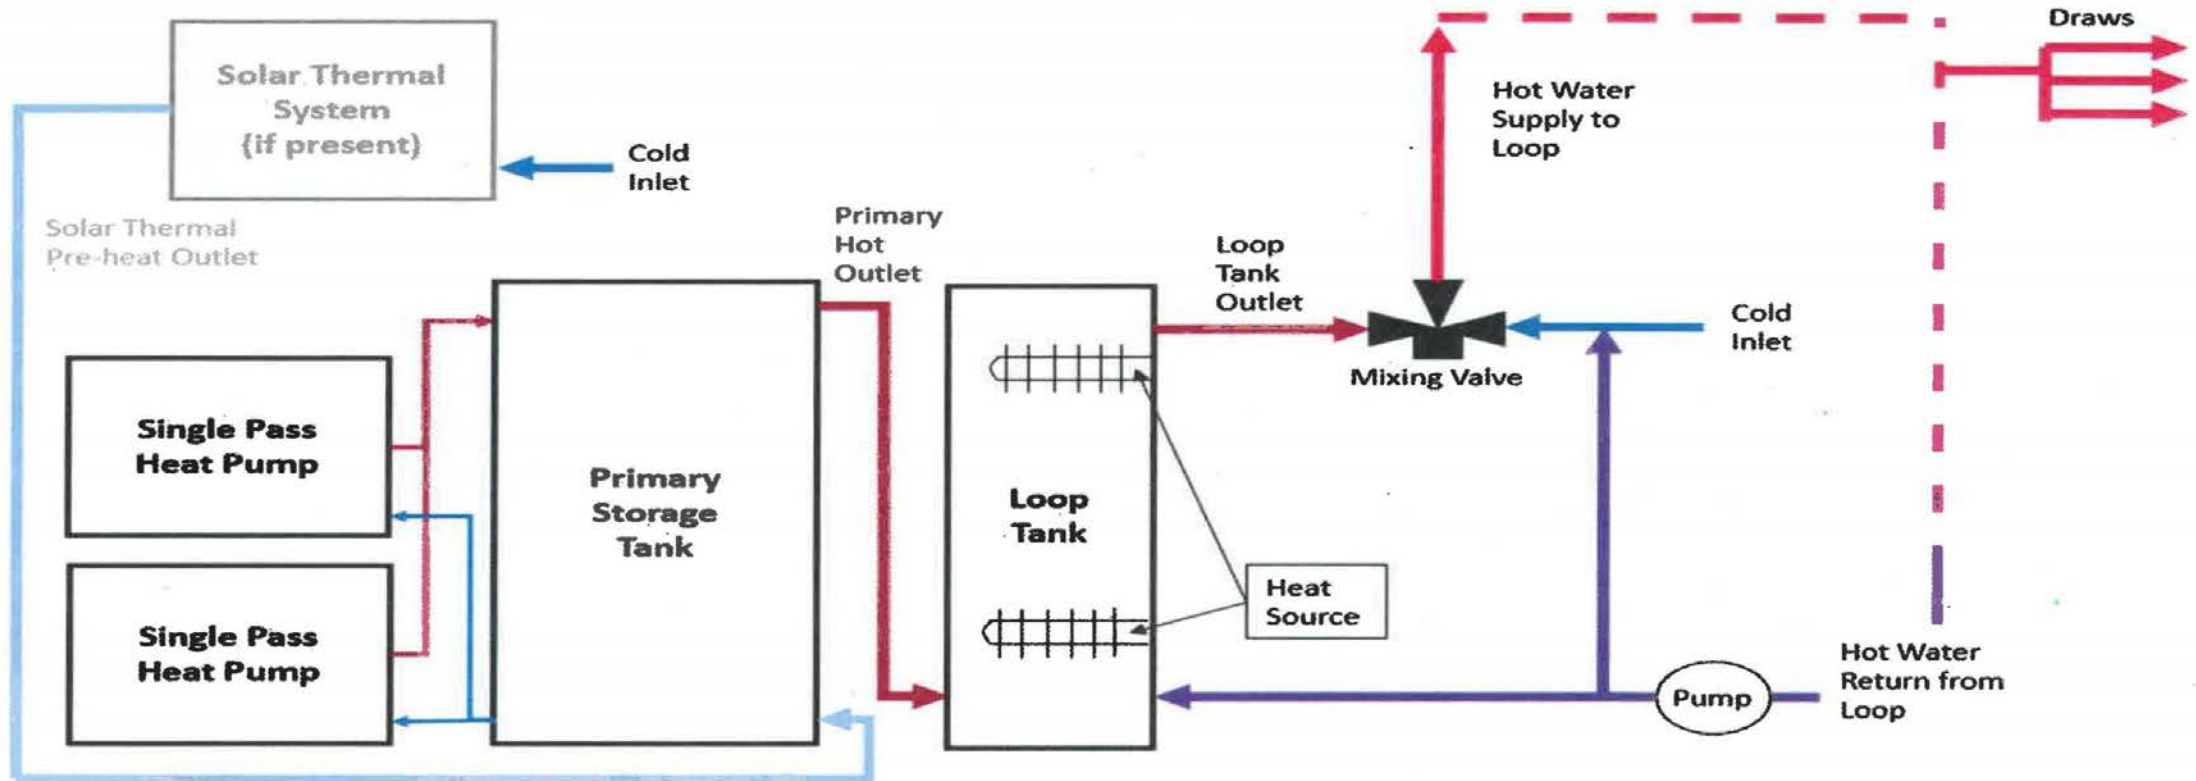 Draws
Solar Thermal
System
(if present)
Hot Water
Supply to
Loop
Cold
Inlet
Solar Thermal
Pre-heat Outlet
Primary
Hot
Outlet
Loop
Tank
Outlet
Cold
Inlet
Mixing Valve
Single Pass
Heat Pump
Primary
Storage
Tank
Loop
Tank
Heat
Source
Single Pass
Heat Pump
Hot Water
Return from
Loop
Pump